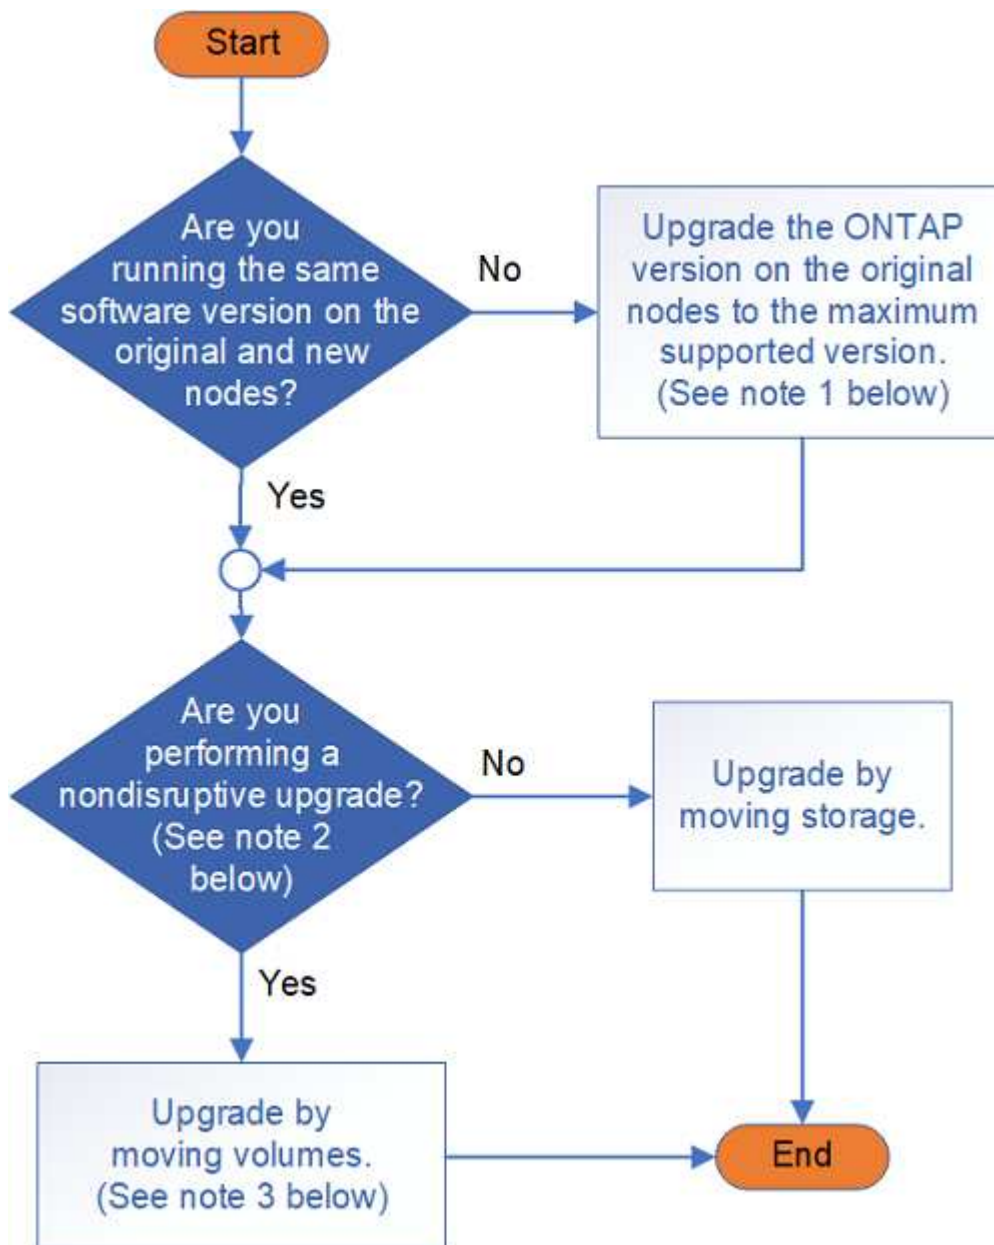 Start
Are you
running the same
software version on the
original and new
nodes?
No
Upgrade the ONTAP
version on the original
nodes to the maximum
supported version.
(See note 1 below)
Yes
Are you
performing a
nondisruptive upgrade?
(See note 2
below)
No
Upgrade by
moving storage.
Yes
Upgrade by
moving volumes.
(See note 3 below)
End